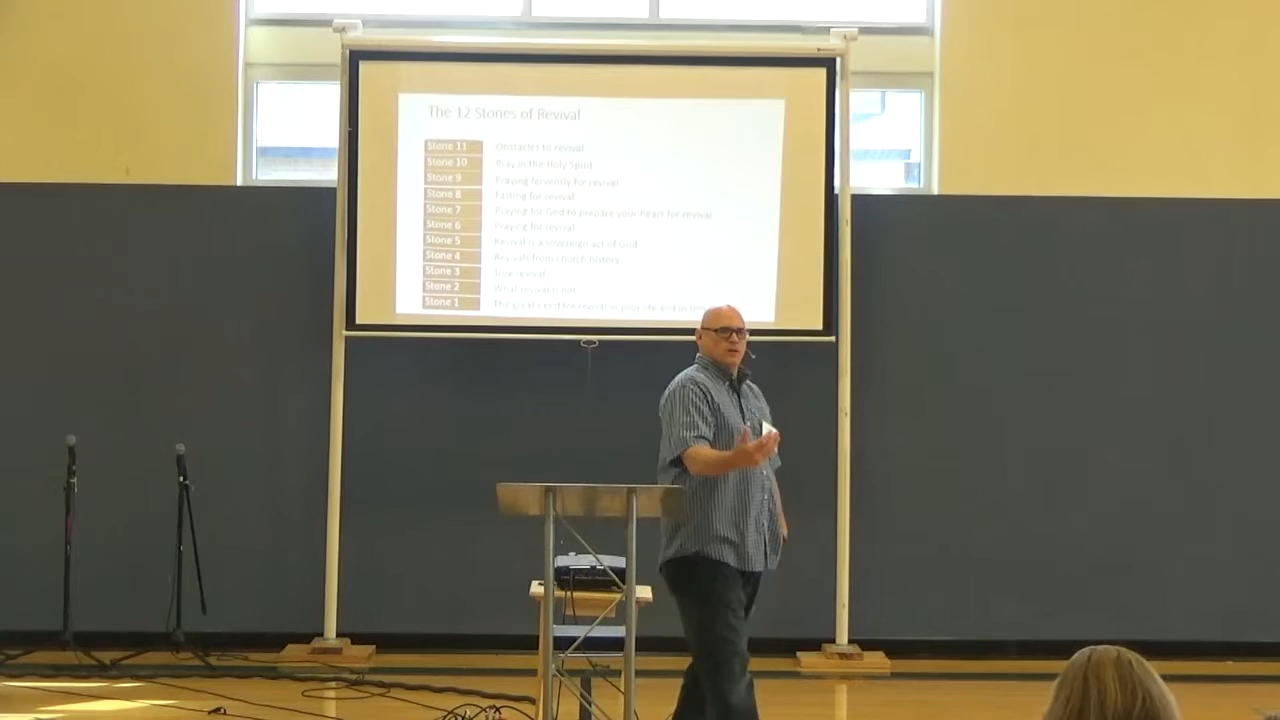 The 12 Stones of Revival
Stone 11 Obstacles to revival
Stone 10 Pray in the Holy Spirit
Stone 9 Praying fervently for revival
Stone 8 Fasting for revival
Stone 7 Praying for God to prepare your heart for revival
Stone 6 Praying for revival
Stone 5 Revival is a sovereign act of God
Stone 4 Revivals from church history
Stone 3 True revival
Stone 2 What revival is not
Stone 1 The great need for revival in your life and in